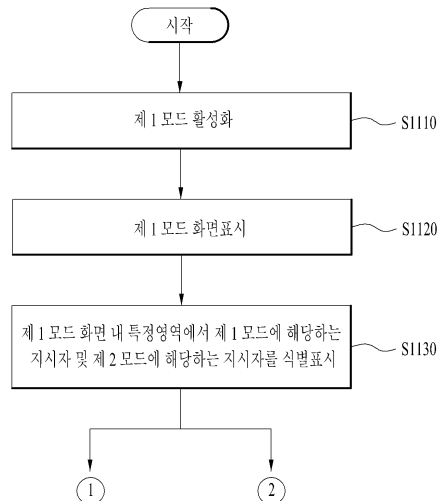 시작
제 1 모드 활성화
S1110
제 1 모드 화면표시
S1120
제 1 모드 화면 내 특정영역에서 제 1 모드에 해당하는
지시자 및 제 2 모드에 해당하는 지시자를 식별표시
S1130
1
2